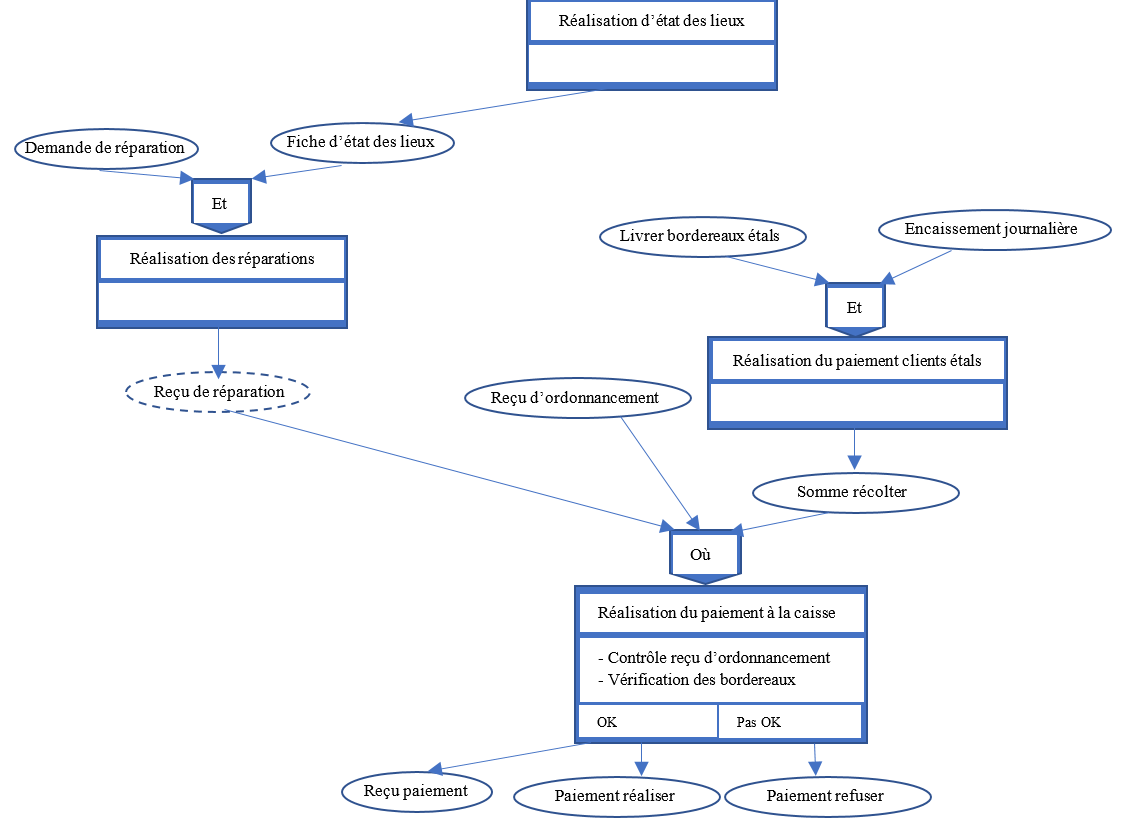 Réalisation d’état des lieux
Demande de réparation
Fiche d’état des lieux
Et
Réalisation des réparations
Livrer bordereaux étals
Encaissement journalière
Et
Réalisation du paiement clients étals
Reçu de réparation
Reçu d’ordonnancement
Somme récolter
Où
Réalisation du paiement à la caisse
- Contrôle reçu d’ordonnancement
- Vérification des bordereaux
OK
Pas OK
Reçu paiement
Paiement réaliser
Paiement refuser